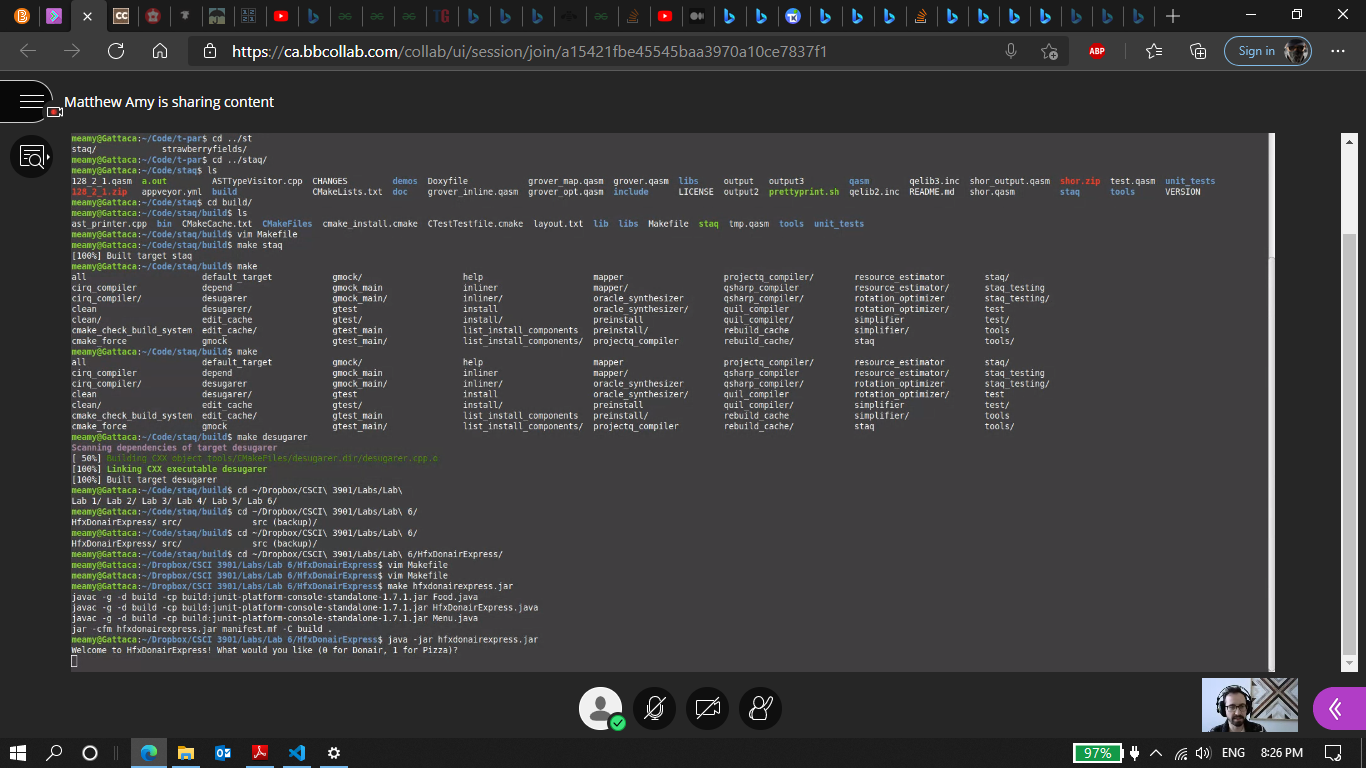 https://ca.bbcollab.com/collab/ui/session/join/a15421fbe45545baa3970a10ce7837f1
ABP
Sign in
Matthew Amy is sharing content
meamy@Gattaca:~/Code/t-par$ cd ../st
staq/ strawberryfields/
meamy@Gattaca:~/Code/t-par$ cd ../staq/
meamy@Gattaca:~/Code/staq$ ls
128_2_1.qasm a.out ASTTypeVisitor.cpp CHANGES demos Doxyfile grover_map.qasm grover.qasm libs output output3 qasm qelib3.inc shor_output.qasm shor.zip test.qasm unit_tests
128_2_1.zip appveyor.yml build CMakeLists.txt doc grover_inline.qasm grover_opt.qasm include LICENSE output2 prettyprint.sh qelib2.inc README.md shor.qasm staq tools VERSION
meamy@Gattaca:~/Code/staq$ cd build/
meamy@Gattaca:~/Code/staq/build$ ls
ast_printer.cpp bin CMakeCache.txt CMakeFiles cmake_install.cmake CTestTestfile.cmake layout.txt lib libs Makefile staq tmp.qasm tools unit_tests
meamy@Gattaca:~/Code/staq/build$ vim Makefile
meamy@Gattaca:~/Code/staq/build$ make staq
[100%] Built target staq
meamy@Gattaca:~/Code/staq/build$ make
all default_target gmock/ help mapper projectq_compiler/ resource_estimator staq/
cirq_compiler depend gmock_main inliner mapper/ qsharp_compiler resource_estimator/ staq_testing
cirq_compiler/ desugarer gmock_main/ inliner/ oracle_synthesizer qsharp_compiler/ rotation_optimizer staq_testing/
clean desugarer/ gtest install oracle_synthesizer/ quil_compiler rotation_optimizer/ test
clean/ edit_cache gtest/ install/ preinstall quil_compiler/ simplifier test/
cmake_check_build_system edit_cache/ gtest_main list_install_components preinstall/ rebuild_cache simplifier/ tools
cmake_force gmock gtest_main/ list_install_components/ projectq_compiler rebuild_cache/ staq tools/
meamy@Gattaca:~/Code/staq/build$ make
all default_target gmock/ help mapper projectq_compiler/ resource_estimator staq/
cirq_compiler depend gmock_main inliner mapper/ qsharp_compiler resource_estimator/ staq_testing
cirq_compiler/ desugarer gmock_main/ inliner/ oracle_synthesizer qsharp_compiler/ rotation_optimizer staq_testing/
clean desugarer/ gtest install oracle_synthesizer/ quil_compiler rotation_optimizer/ test
clean/ edit_cache gtest/ install/ preinstall quil_compiler/ simplifier test/
cmake_check_build_system edit_cache/ gtest_main list_install_components preinstall/ rebuild_cache simplifier/ tools
cmake_force gmock gtest_main/ list_install_components/ projectq_compiler rebuild_cache/ staq tools/
meamy@Gattaca:~/Code/staq/build$ make desugarer
Scanning dependencies of target desugarer
[ 50%] Building CXX object tools/CMakeFiles/desugarer.dir/desugarer.cpp.o
[100%] Linking CXX executable desugarer
[100%] Built target desugarer
meamy@Gattaca:~/Code/staq/build$ cd ~/Dropbox/CSCI\ 3901/Labs/Lab\
Lab 1/ Lab 2/ Lab 3/ Lab 4/ Lab 5/ Lab 6/
meamy@Gattaca:~/Code/staq/build$ cd ~/Dropbox/CSCI\ 3901/Labs/Lab\ 6/
HfxDonairExpress/ src/ src (backup)/
meamy@Gattaca:~/Code/staq/build$ cd ~/Dropbox/CSCI\ 3901/Labs/Lab\ 6/
HfxDonairExpress/ src/ src (backup)/
meamy@Gattaca:~/Code/staq/build$ cd ~/Dropbox/CSCI\ 3901/Labs/Lab\ 6/HfxDonairExpress/
meamy@Gattaca:~/Dropbox/CSCI 3901/Labs/Lab 6/HfxDonairExpress$ vim Makefile
meamy@Gattaca:~/Dropbox/CSCI 3901/Labs/Lab 6/HfxDonairExpress$ vim Makefile
meamy@Gattaca:~/Dropbox/CSCI 3901/Labs/Lab 6/HfxDonairExpress$ make hfxdonairexpress.jar
javac -g -d build -cp build:junit-platform-console-standalone-1.7.1.jar Food.java
javac -g -d build -cp build:junit-platform-console-standalone-1.7.1.jar HfxDonairExpress.java
javac -g -d build -cp build:junit-platform-console-standalone-1.7.1.jar Menu.java
jar -cfm hfxdonairexpress.jar manifest.mf -C build .
meamy@Gattaca:~/Dropbox/CSCI 3901/Labs/Lab 6/HfxDonairExpress$ java -jar hfxdonairexpress.jar
Welcome to HfxDonairExpress! What would you like (0 for Donair, 1 for Pizza)?
97%
ENG
8:26 PM